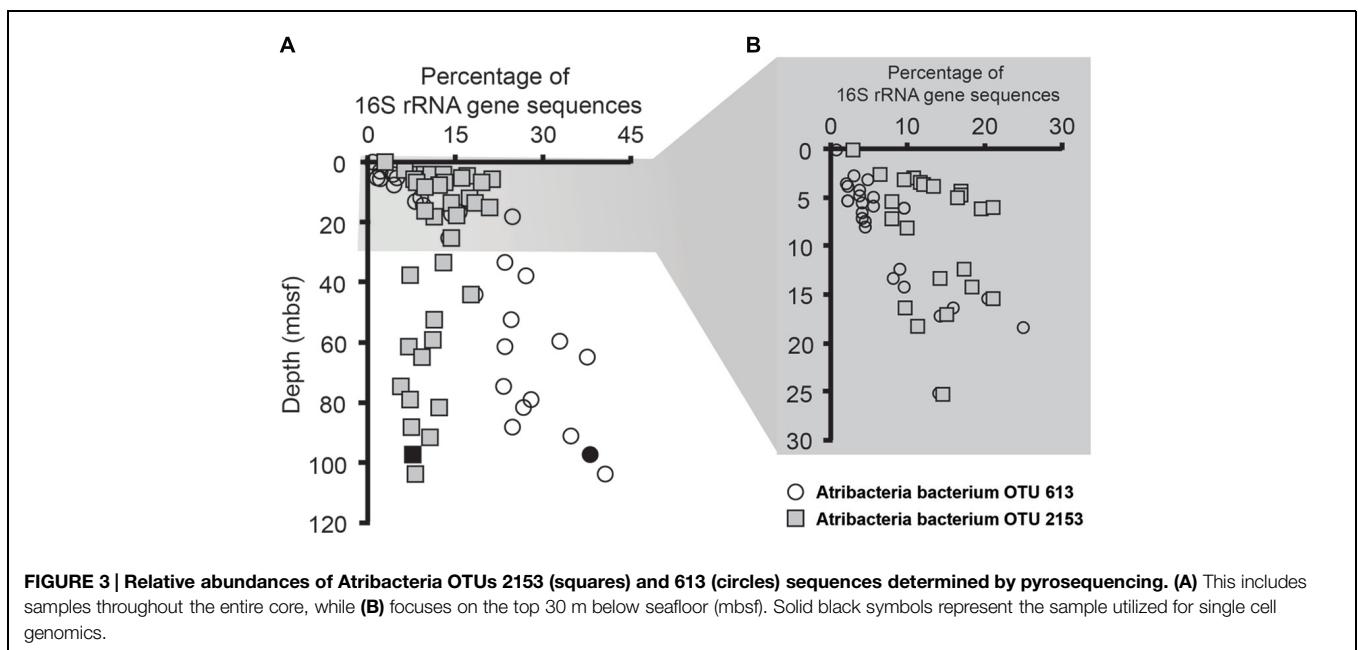 A
Percentage of
16S rRNA gene sequences
0 15 30 45
0
20
40
60
80
100
120
Depth (mbsf)
B
Percentage of
16S rRNA gene sequences
0 10 20 30
0
5
10
15
20
25
30
Atribacteria bacterium OTU 613
Atribacteria bacterium OTU 2153
FIGURE 3 | Relative abundances of Atribacteria OTUs 2153 (squares) and 613 (circles) sequences determined by pyrosequencing. (A) This includes
samples throughout the entire core, while (B) focuses on the top 30 m below seafloor (mbsf). Solid black symbols represent the sample utilized for single cell
genomics.